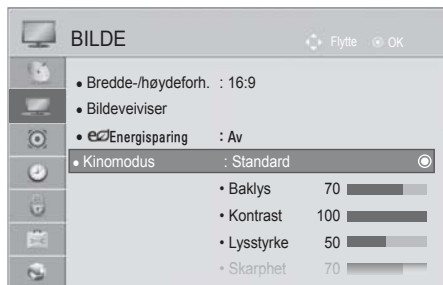 BILDE
Flytte OK
• Bredde-/høydeforh. : 16:9
• Bildeveiviser
• eco Energisparing : Av
• Kinomodus : Standard
• Baklys 70
• Kontrast 100
• Lysstyrke 50
• Skarphet 70